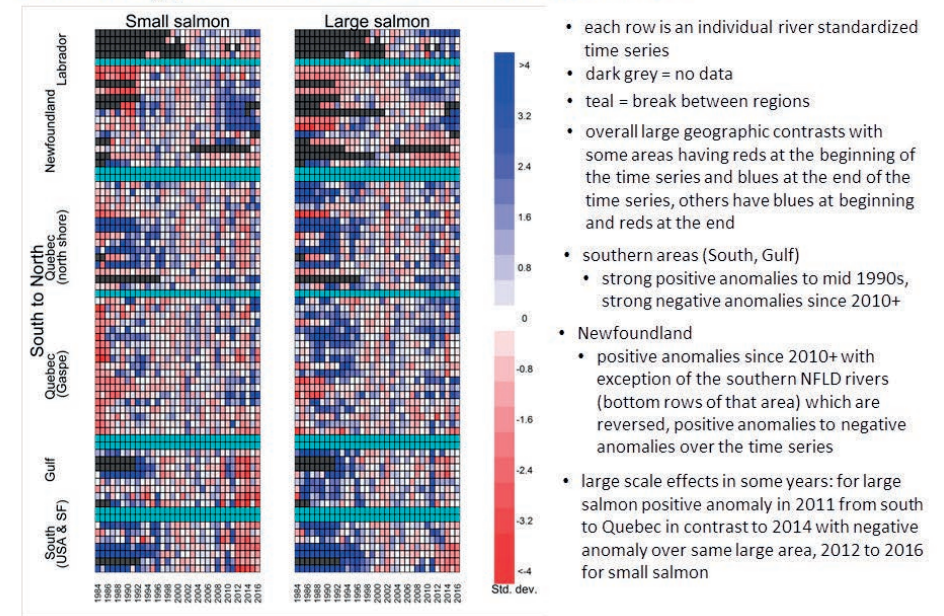 Small salmon
Large salmon
South to North
Labrador
Newfoundland
Quebec
(north shore)
Quebec
(Gaspe)
Gulf
South
(USA & SF)
1984
1986
1988
1990
1992
1994
1996
1998
2000
2002
2004
2006
2008
2010
2012
2014
2016
1984
1986
1988
1990
1992
1994
1996
1998
2000
2002
2004
2006
2008
2010
2012
2014
2016
>4
3.2
2.4
1.6
0.8
0
-0.8
-1.6
-2.4
-3.2
<-4
Std. dev.
• each row is an individual river standardized
time series
• dark grey = no data
• teal = break between regions
• overall large geographic contrasts with
some areas having reds at the beginning of
the time series and blues at the end of the
time series, others have blues at beginning
and reds at the end
• southern areas (South, Gulf)
• strong positive anomalies to mid 1990s,
strong negative anomalies since 2010+
• Newfoundland
• positive anomalies since 2010+ with
exception of the southern NFLD rivers
(bottom rows of that area) which are
reversed, positive anomalies to negative
anomalies over the time series
• large scale effects in some years: for large
salmon positive anomaly in 2011 from south
to Quebec in contrast to 2014 with negative
anomaly over same large area, 2012 to 2016
for small salmon